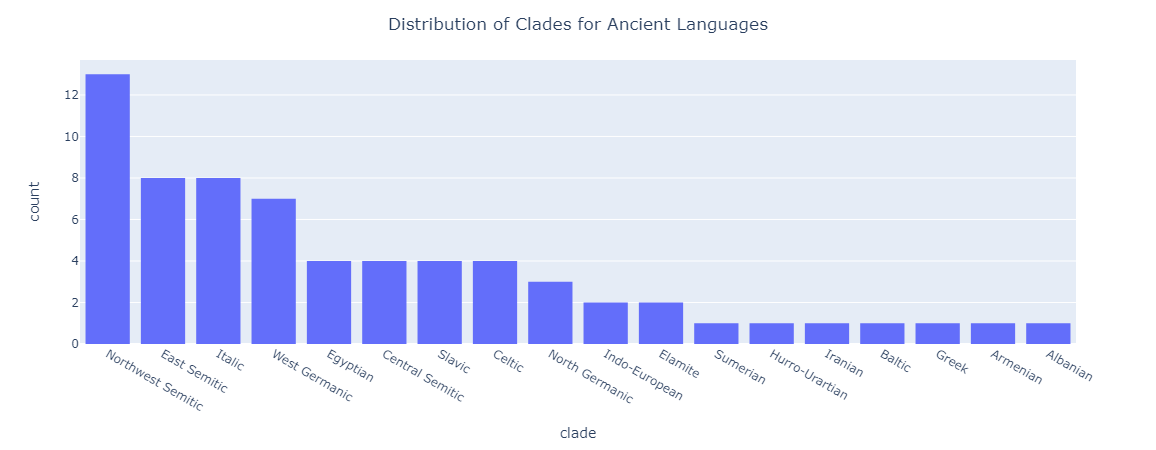 Distribution of Clades for Ancient Languages
count
12
10
8
6
4
2
0
Northwest Semitic
East Semitic
Italic
West Germanic
Egyptian
Central Semitic
Slavic
Celtic
North Germanic
Indo-European
Elamite
Sumerian
Hurro-Urartian
Iranian
Baltic
Greek
Armenian
Albanian
clade